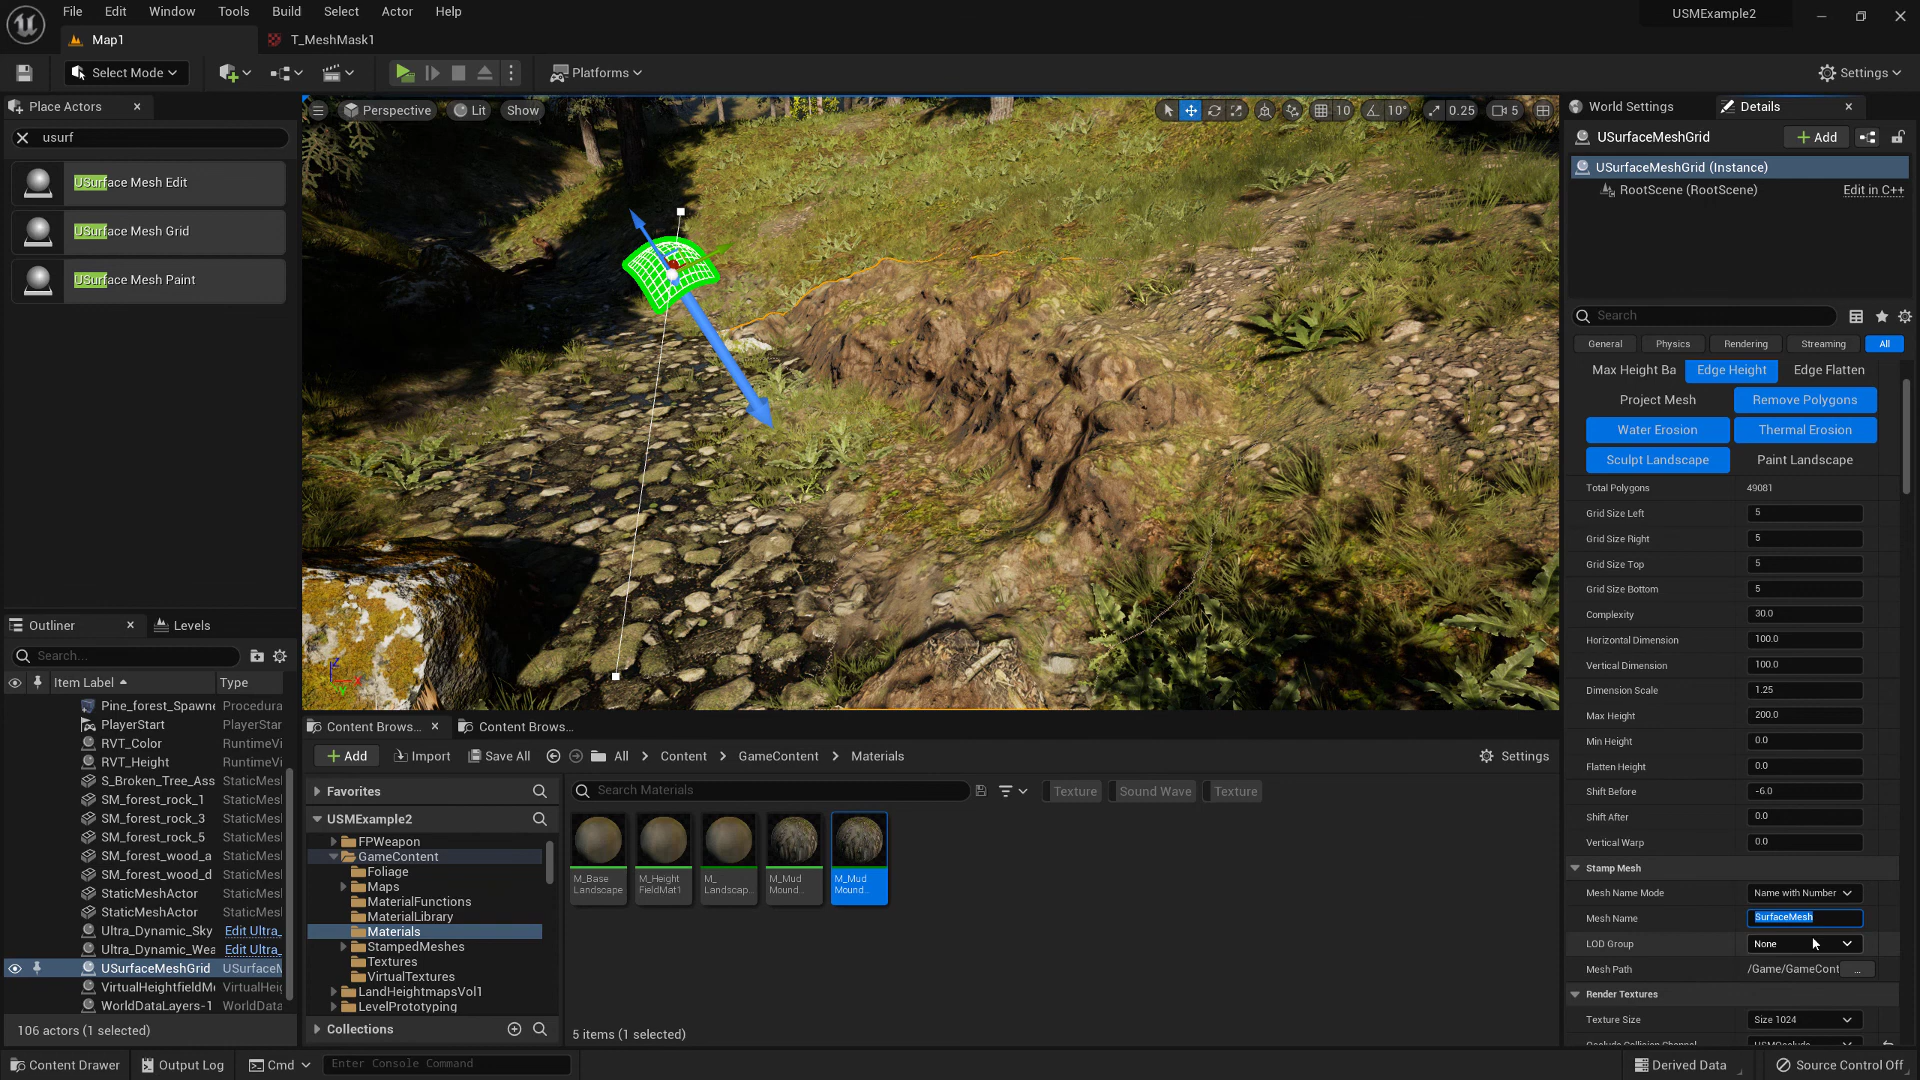 File Edit Window Tools Build Select Actor Help
USMExample2
Map1
T_MeshMask1
Select Mode
Platforms
Settings
Place Actors
usurf
USurface Mesh Edit
USurface Mesh Grid
USurface Mesh Paint
Perspective
Lit
Show
10
10°
0.25
5
World Settings
Details
USurfaceMeshGrid
Add
USurfaceMeshGrid (Instance)
RootScene (RootScene)
Edit in C++
Search
General
Physics
Rendering
Streaming
All
Max Height Ba
Edge Height
Edge Flatten
Project Mesh
Remove Polygons
Water Erosion
Thermal Erosion
Sculpt Landscape
Paint Landscape
Total Polygons 49081
Grid Size Left 5
Grid Size Right 5
Grid Size Top 5
Grid Size Bottom 5
Complexity 30.0
Horizontal Dimension 100.0
Vertical Dimension 100.0
Dimension Scale 1.25
Max Height 200.0
Min Height 0.0
Flatten Height 0.0
Shift Before -6.0
Shift After 0.0
Vertical Warp 0.0
Stamp Mesh
Mesh Name Mode Name with Number
Mesh Name SurfaceMesh
LOD Group None
Mesh Path /Game/GameCont ...
Render Textures
Texture Size Size 1024
Outliner
Levels
Search...
Item Label
Type
Pine_forest_Spawne Procedura
PlayerStart PlayerStar
RVT_Color RuntimeVi
RVT_Height RuntimeVi
S_Broken_Tree_Ass StaticMesl
SM_forest_rock_1 StaticMesl
SM_forest_rock_3 StaticMesl
SM_forest_rock_5 StaticMesl
SM_forest_wood_a StaticMesl
SM_forest_wood_d StaticMesl
StaticMeshActor StaticMesl
StaticMeshActor StaticMesl
Ultra_Dynamic_Sky Edit Ultra_
Ultra_Dynamic_Wea Edit Ultra_
USurfaceMeshGrid USurfaceM
VirtualHeightfieldMe VirtualHei
WorldDataLayers-1 WorldData
106 actors (1 selected)
Content Brows...
Content Brows...
Add
Import
Save All
All
Content
GameContent
Materials
Settings
Favorites
USMExample2
FPWeapon
GameContent
Foliage
Maps
MaterialFunctions
MaterialLibrary
Materials
StampedMeshes
Textures
VirtualTextures
LandHeightmapsVol1
LevelPrototyping
Collections
Search Materials
Texture
Sound Wave
Texture
M_Base
Landscape
M_Height
FieldMat1
M_
Landscap...
M_Mud
Mound...
M_Mud
Mound...
5 items (1 selected)
Content Drawer
Output Log
Cmd
Enter Console Command
Derived Data
Source Control Off